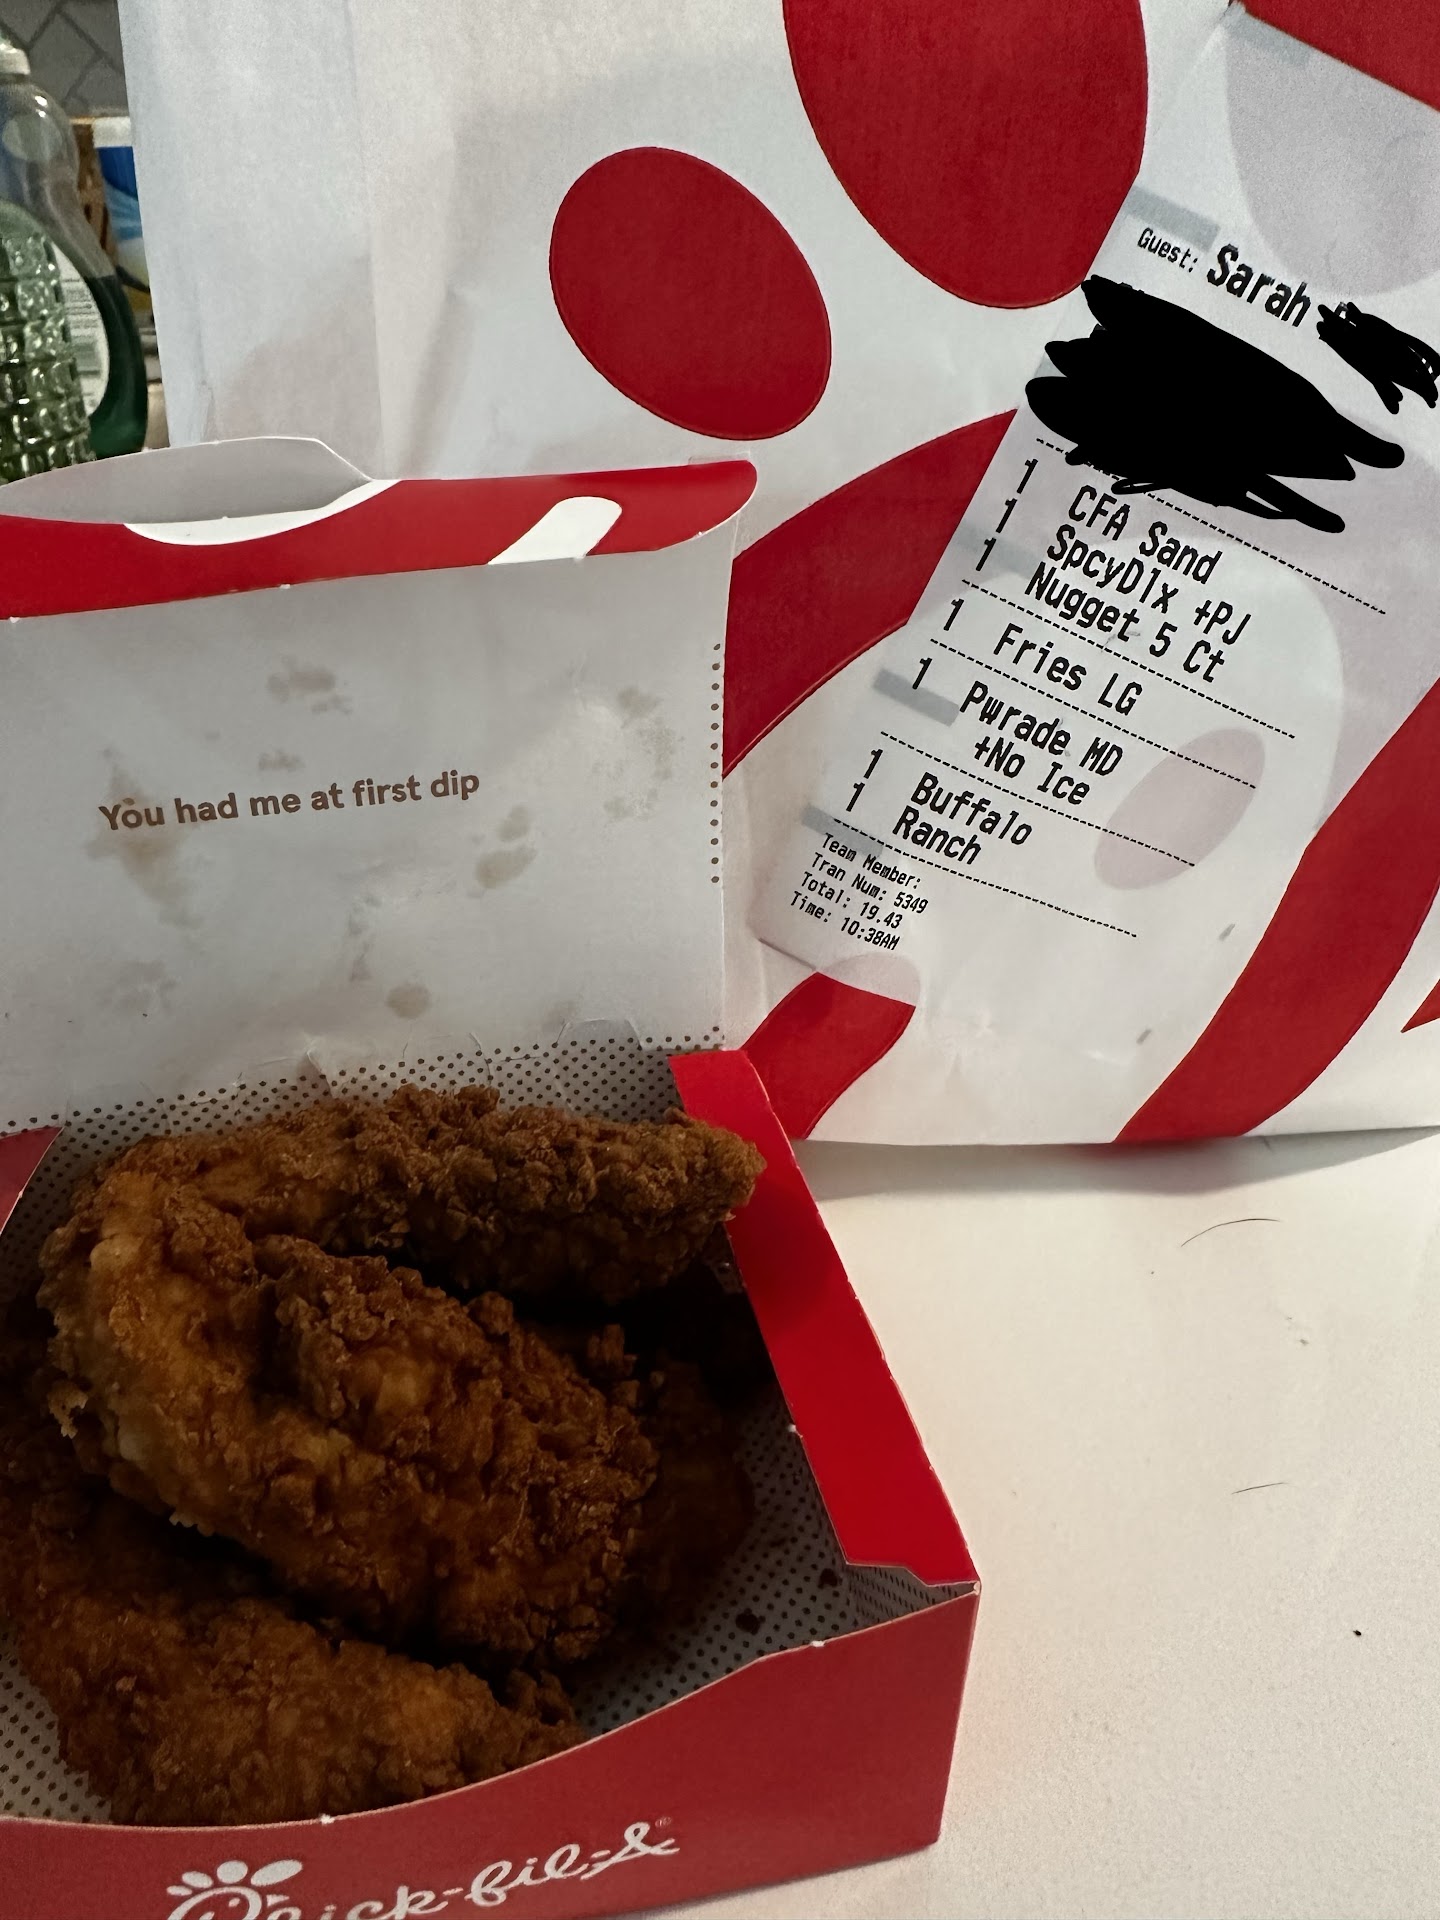 Guest: Sarah
1 CFA Sand
1 SpcyDlx +PJ
1 Nugget 5 Ct
1 Fries LG
1 Pwrade MD
+No Ice
1 Buffalo
1 Ranch
Team Member:
Tran Num: 5349
Total: 19.43
Time: 10:38AM
You had me at first dip
Chick-fil-A®